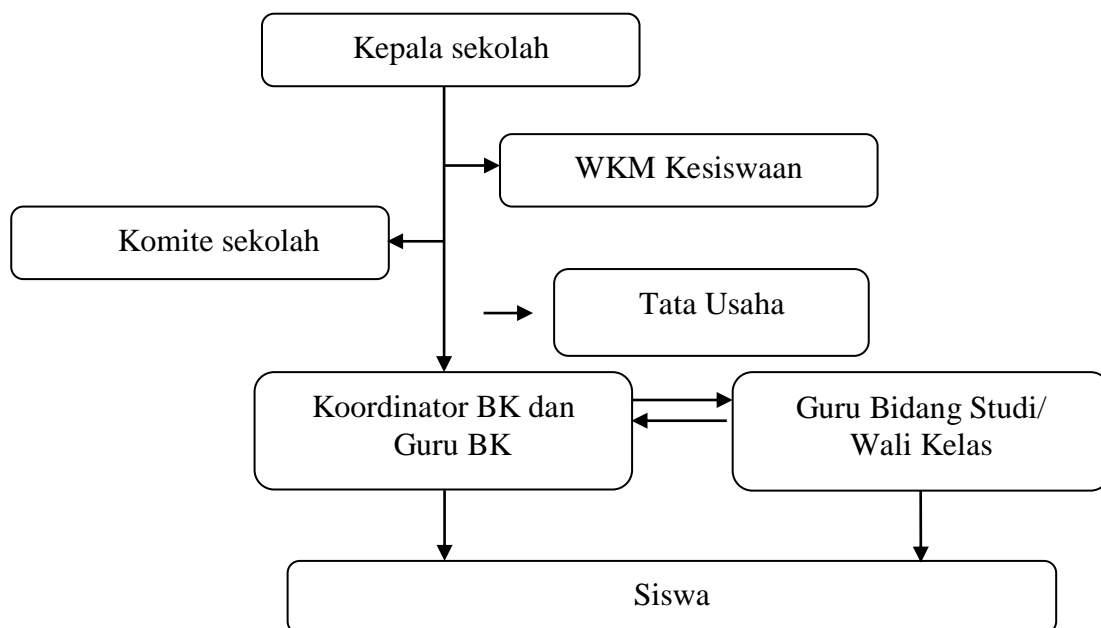 Kepala sekolah
WKM Kesiswaan
Komite sekolah
Tata Usaha
Koordinator BK dan
Guru BK
Guru Bidang Studi/
Wali Kelas
Siswa